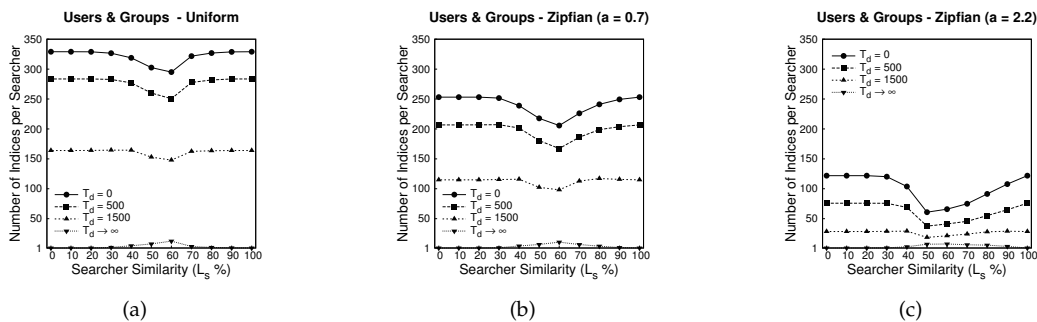 Users & Groups - Uniform
Number of Indices per Searcher
350
300
250
200
150
100
50
1
T_d = 0
T_d = 500
T_d = 1500
T_d → ∞
0 10 20 30 40 50 60 70 80 90 100
Searcher Similarity (L_s %)
(a)
Users & Groups - Zipfian (a = 0.7)
Number of Indices per Searcher
350
300
250
200
150
100
50
1
T_d = 0
T_d = 500
T_d = 1500
T_d → ∞
0 10 20 30 40 50 60 70 80 90 100
Searcher Similarity (L_s %)
(b)
Users & Groups - Zipfian (a = 2.2)
Number of Indices per Searcher
350
300
250
200
150
100
50
1
T_d = 0
T_d = 500
T_d = 1500
T_d → ∞
0 10 20 30 40 50 60 70 80 90 100
Searcher Similarity (L_s %)
(c)